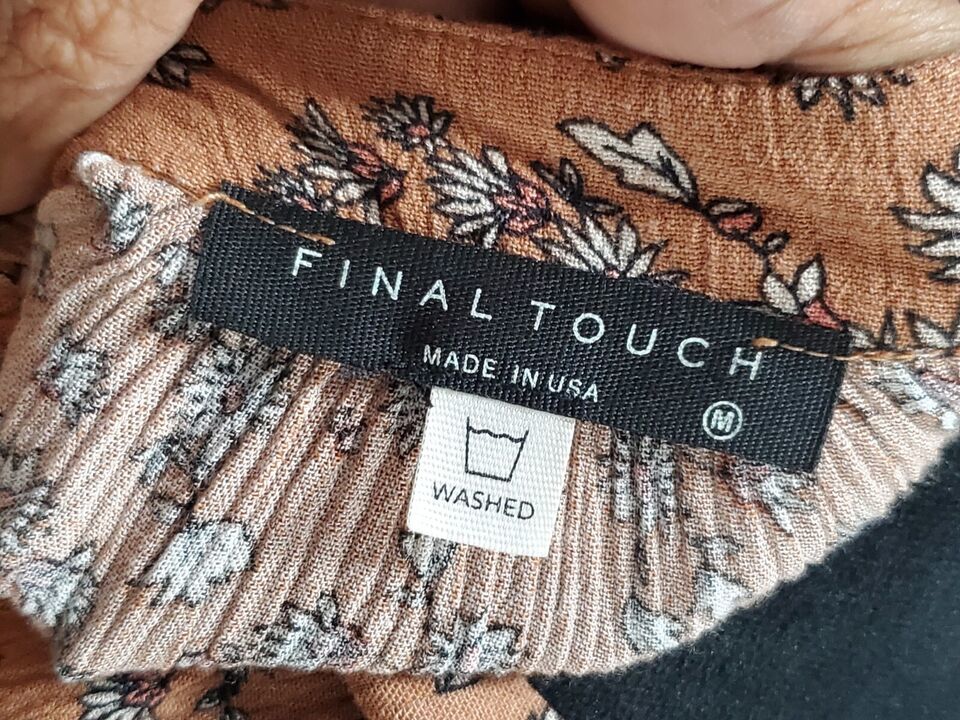 FINAL TOUCH
MADE IN USA
M
WASHED